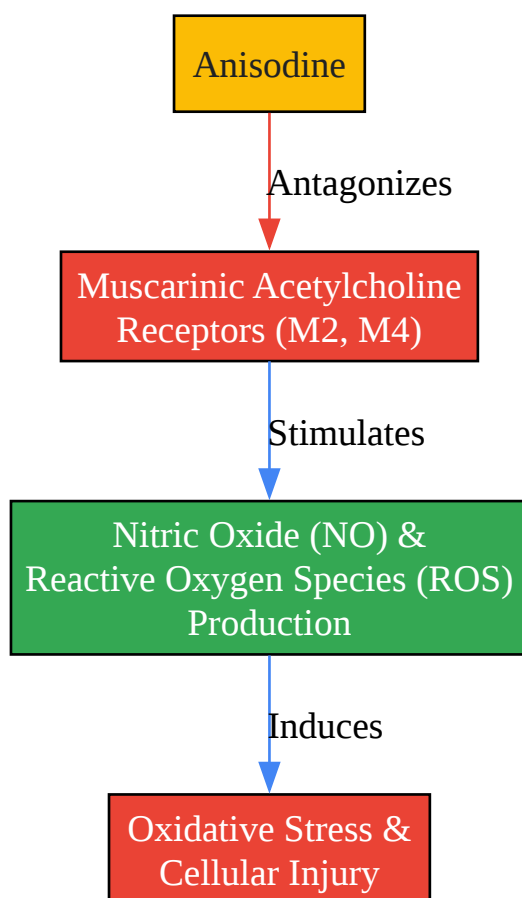 Anisodine
Antagonizes
Muscarinic Acetylcholine
Receptors (M2, M4)
Stimulates
Nitric Oxide (NO) &
Reactive Oxygen Species (ROS)
Production
Induces
Oxidative Stress &
Cellular Injury